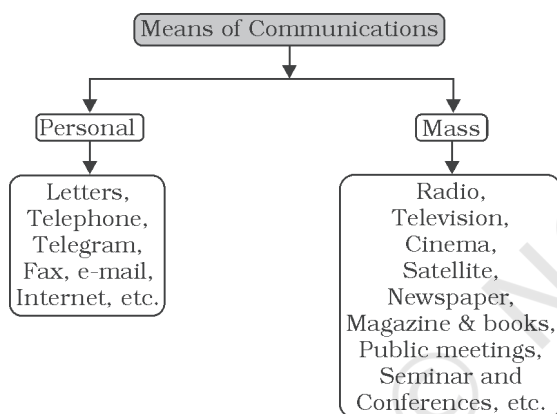 Means of Communications
Personal
Mass
Letters,
Telephone,
Telegram,
Fax, e-mail,
Internet, etc.
Radio,
Television,
Cinema,
Satellite,
Newspaper,
Magazine & books,
Public meetings,
Seminar and
Conferences, etc.
© N